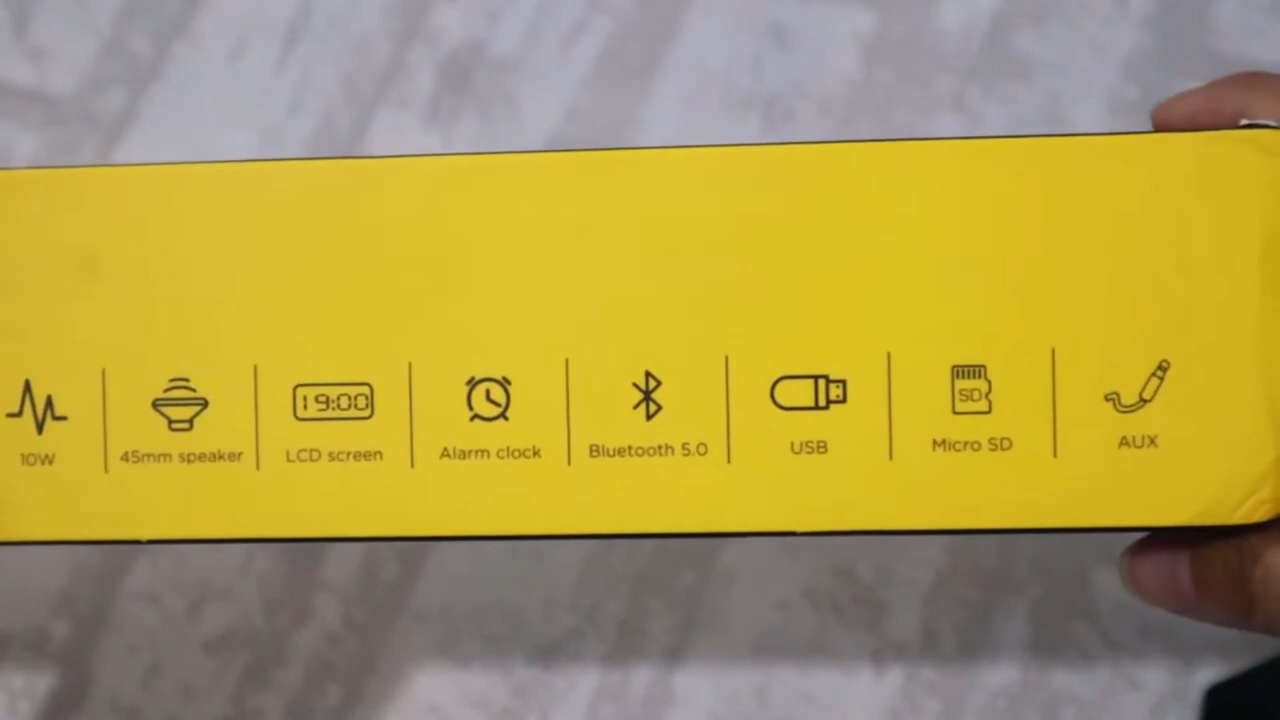 19:00
SD
10W
45mm speaker
LCD screen
Alarm clock
Bluetooth 5.0
USB
Micro SD
AUX